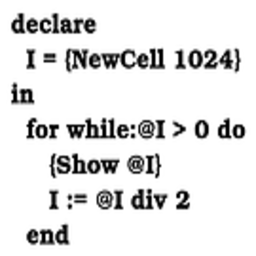 declare
I = {NewCell 1024}
in
for while:@I > 0 do
{Show @I}
I := @I div 2
end